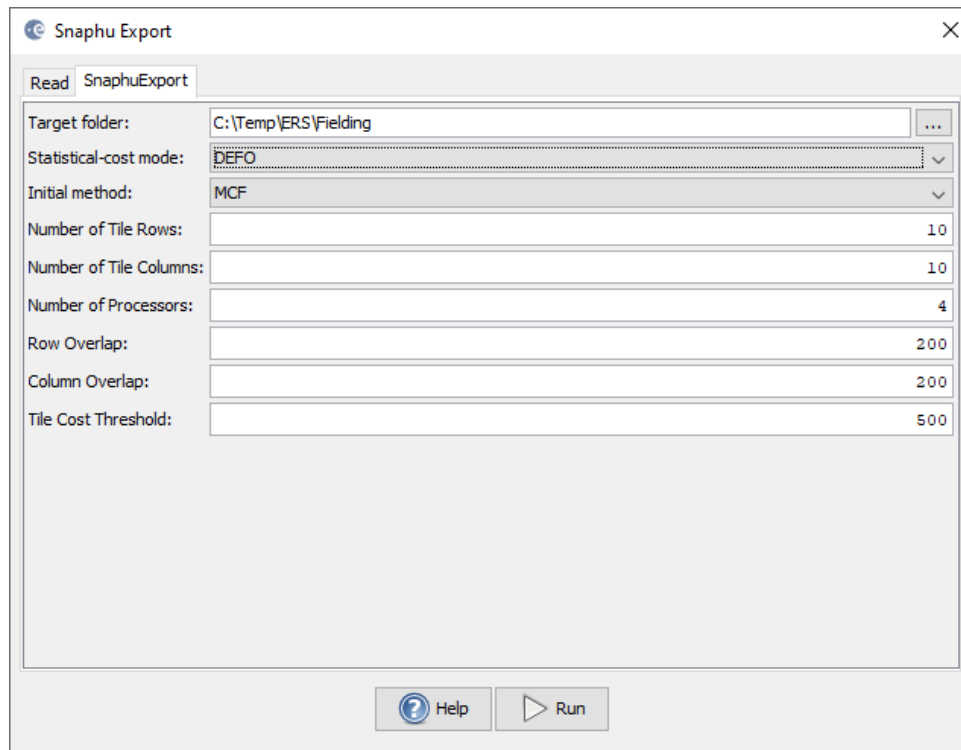 Snaphu Export
Read SnaphuExport
Target folder: C:\Temp\ERS\Fielding ...
Statistical-cost mode: DEFO
Initial method: MCF
Number of Tile Rows: 10
Number of Tile Columns: 10
Number of Processors: 4
Row Overlap: 200
Column Overlap: 200
Tile Cost Threshold: 500
Help Run